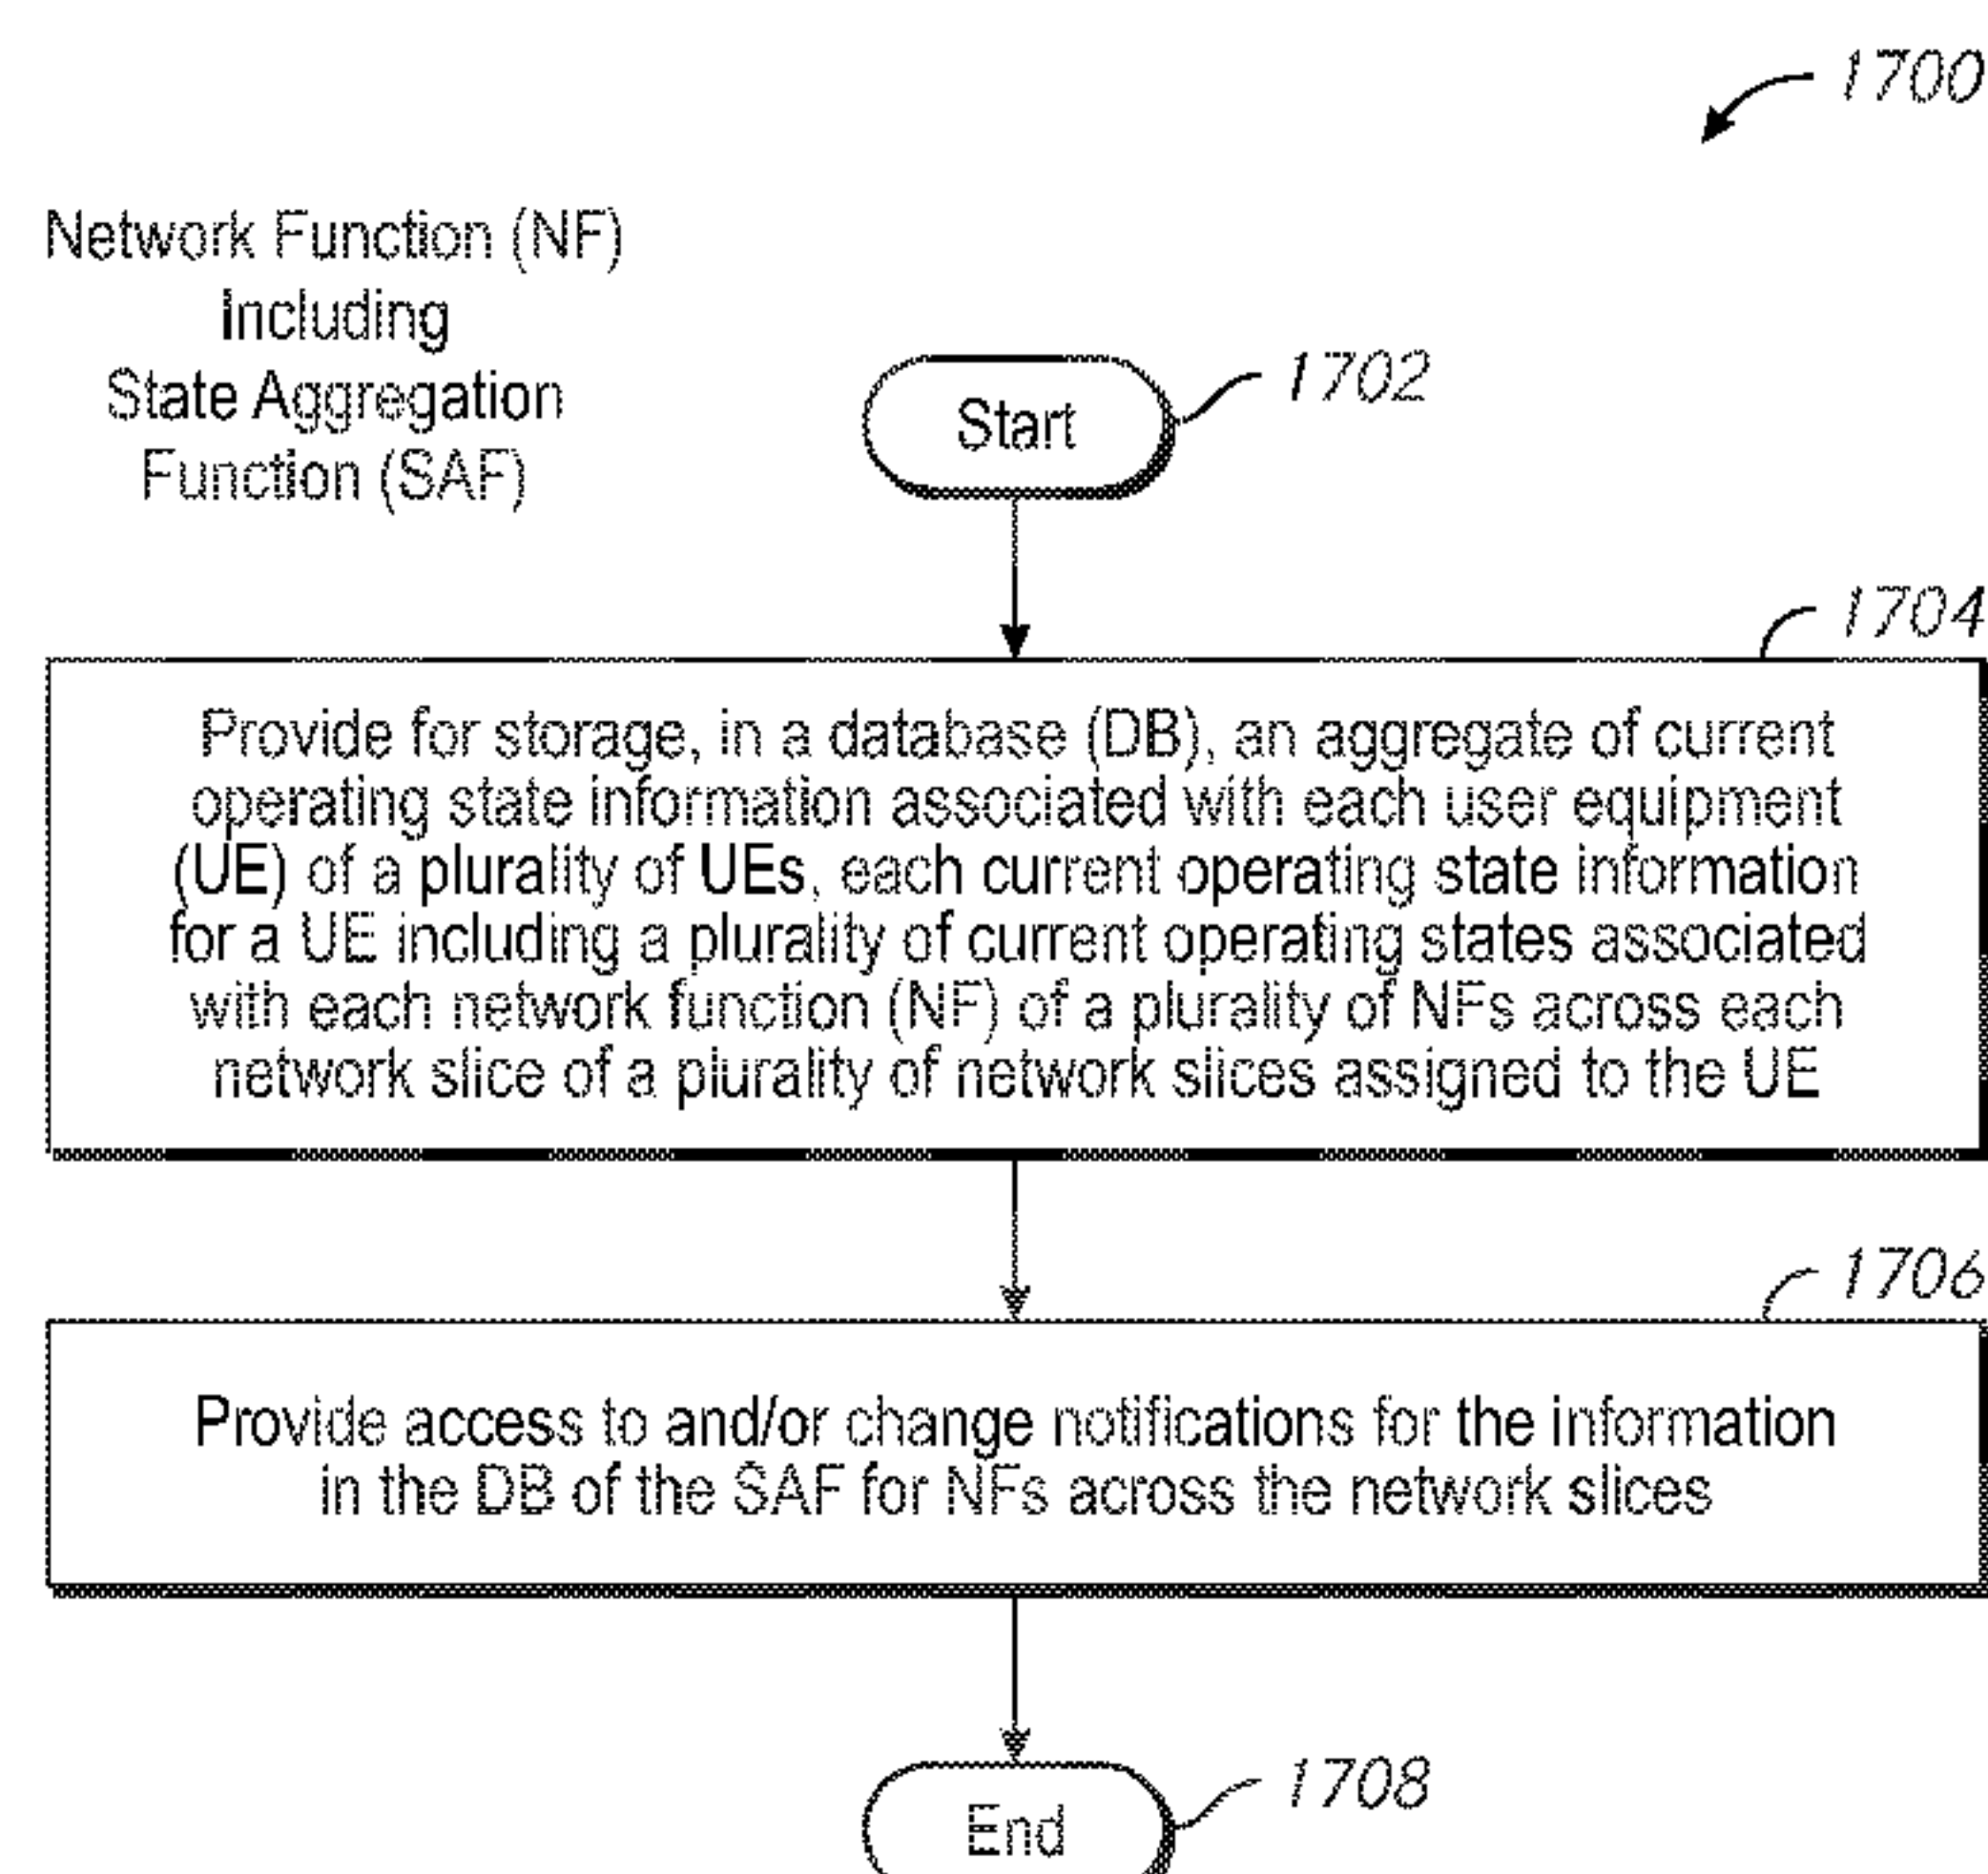 1700
Network Function (NF)
Including
State Aggregation
Function (SAF)
Start
1702
1704
Provide for storage, in a database (DB), an aggregate of current
operating state information associated with each user equipment
(UE) of a plurality of UEs, each current operating state information
for a UE including a plurality of current operating states associated
with each network function (NF) of a plurality of NFs across each
network slice of a plurality of network slices assigned to the UE
1706
Provide access to and/or change notifications for the information
in the DB of the SAF for NFs across the network slices
End
1708